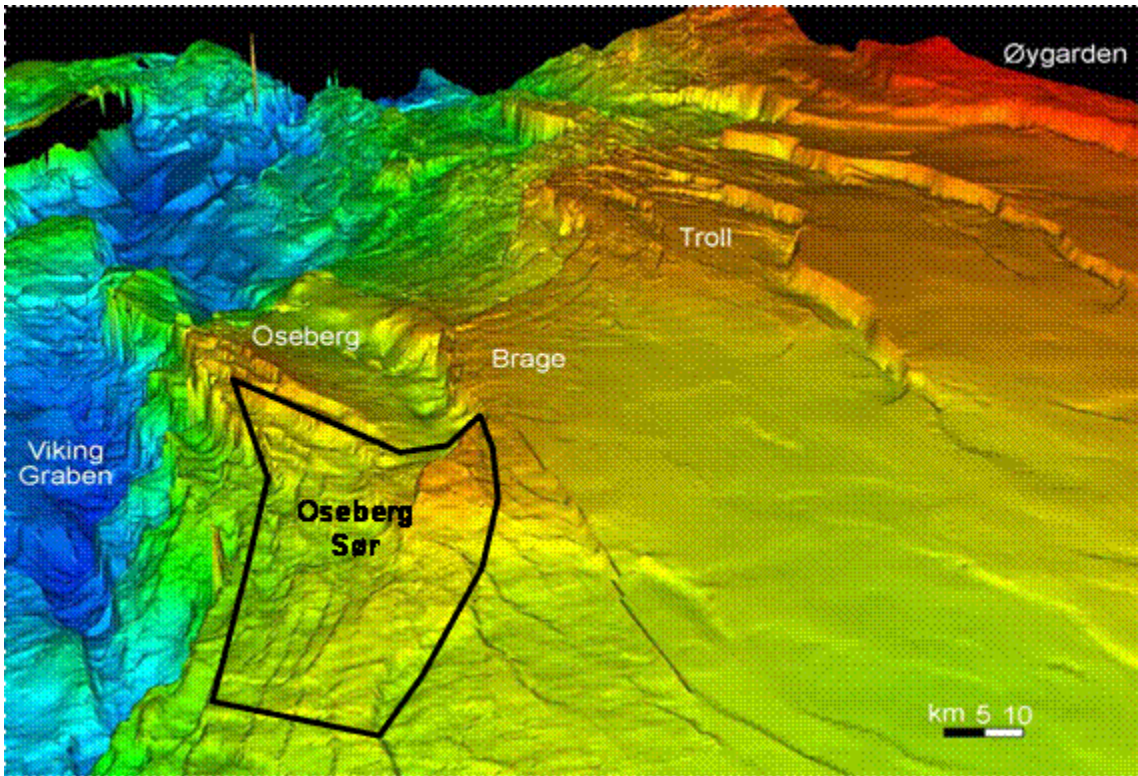 Øygarden
Troll
Oseberg
Brage
Viking
Graben
Oseberg
Sør
km 5 10